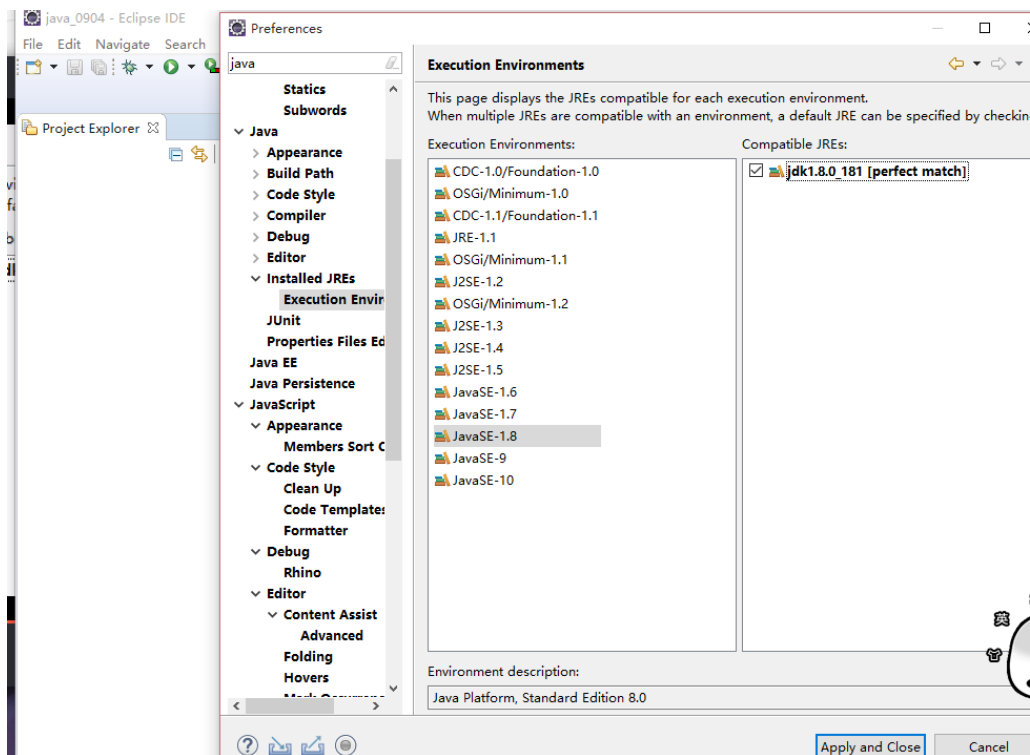 java_0904 - Eclipse IDE
File Edit Navigate Search
Project Explorer
Preferences
java
Statics
Subwords
Java
Appearance
Build Path
Code Style
Compiler
Debug
Editor
Installed JREs
Execution Envir
JUnit
Properties Files Ed
Java EE
Java Persistence
JavaScript
Appearance
Members Sort C
Code Style
Clean Up
Code Templates
Formatter
Debug
Rhino
Editor
Content Assist
Advanced
Folding
Hovers
Execution Environments
This page displays the JREs compatible for each execution environment.
When multiple JREs are compatible with an environment, a default JRE can be specified by checkin
Execution Environments:
CDC-1.0/Foundation-1.0
OSGi/Minimum-1.0
CDC-1.1/Foundation-1.1
JRE-1.1
OSGi/Minimum-1.1
J2SE-1.2
OSGi/Minimum-1.2
J2SE-1.3
J2SE-1.4
J2SE-1.5
JavaSE-1.6
JavaSE-1.7
JavaSE-1.8
JavaSE-9
JavaSE-10
Compatible JREs:
jdk1.8.0_181 [perfect match]
英
Environment description:
Java Platform, Standard Edition 8.0
Apply and Close
Cancel